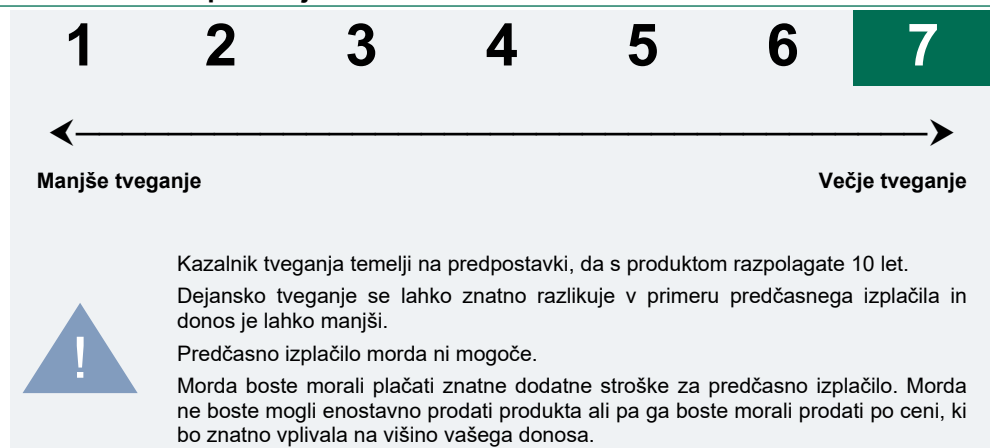 1 2 3 4 5 6 7
Manjše tveganje Večje tveganje
Kazalnik tveganja temelji na predpostavki, da s produktom razpolagate 10 let.
Dejansko tveganje se lahko znatno razlikuje v primeru predčasnega izplačila in
donos je lahko manjši.
!
Predčasno izplačilo morda ni mogoče.
Morda boste morali plačati znatne dodatne stroške za predčasno izplačilo. Morda
ne boste mogli enostavno prodati produkta ali pa ga boste morali prodati po ceni, ki
bo znatno vplivala na višino vašega donosa.